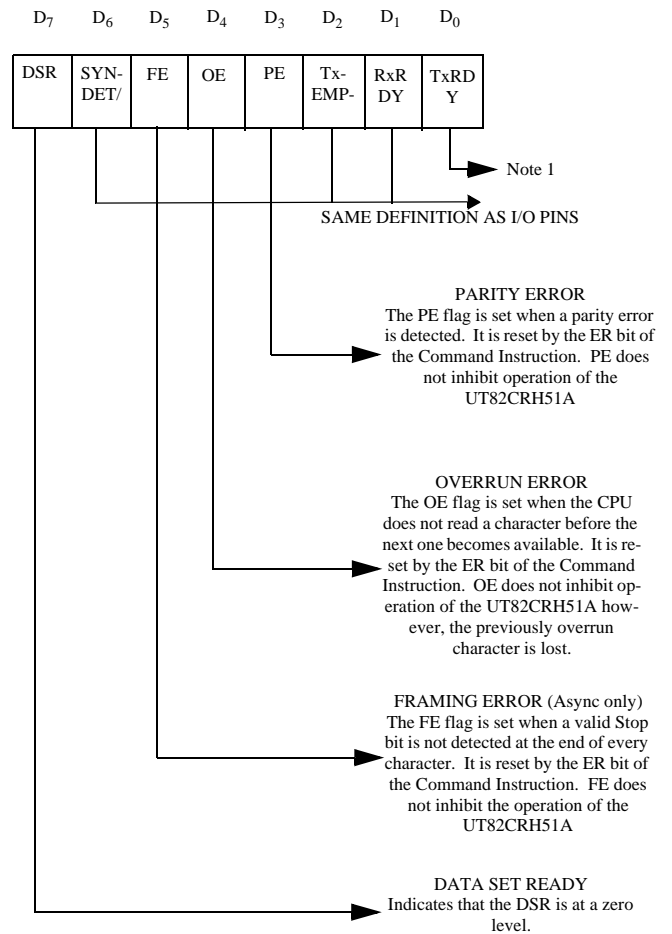 D7 D6 D5 D4 D3 D2 D1 D0
DSR SYN- FE OE PE Tx- RxR TxRD
DET/ EMP- DY Y
Note 1
SAME DEFINITION AS I/O PINS
PARITY ERROR
The PE flag is set when a parity error
is detected. It is reset by the ER bit of
the Command Instruction. PE does
not inhibit operation of the
UT82CRH51A
OVERRUN ERROR
The OE flag is set when the CPU
does not read a character before the
next one becomes available. It is re-
set by the ER bit of the Command
Instruction. OE does not inhibit op-
eration of the UT82CRH51A how-
ever, the previously overrun
character is lost.
FRAMING ERROR (Async only)
The FE flag is set when a valid Stop
bit is not detected at the end of every
character. It is reset by the ER bit of
the Command Instruction. FE does
not inhibit the operation of the
UT82CRH51A
DATA SET READY
Indicates that the DSR is at a zero
level.